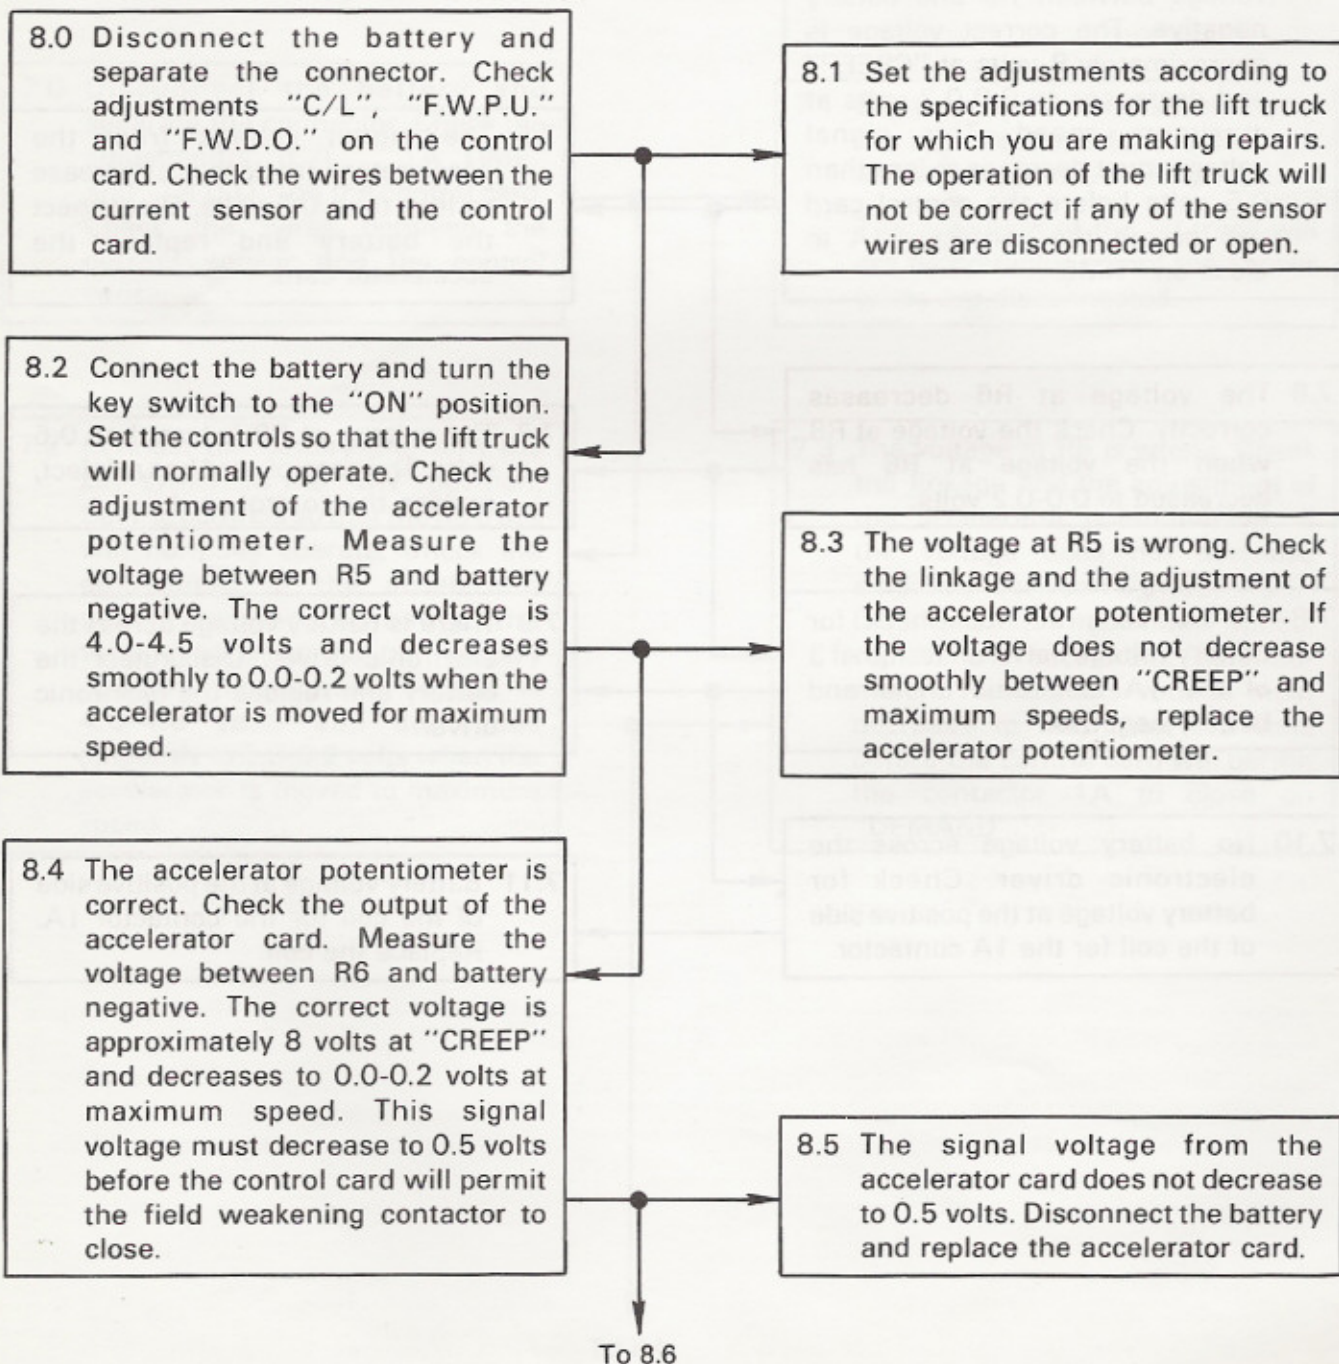 8.0 Disconnect the battery and
separate the connector. Check
adjustments "C/L", "F.W.P.U."
and "F.W.D.O." on the control
card. Check the wires between the
current sensor and the control
card.
8.1 Set the adjustments according to
the specifications for the lift truck
for which you are making repairs.
The operation of the lift truck will
not be correct if any of the sensor
wires are disconnected or open.
8.2 Connect the battery and turn the
key switch to the "ON" position.
Set the controls so that the lift truck
will normally operate. Check the
adjustment of the accelerator
potentiometer. Measure the
voltage between R5 and battery
negative. The correct voltage is
4.0-4.5 volts and decreases
smoothly to 0.0-0.2 volts when the
accelerator is moved for maximum
speed.
8.3 The voltage at R5 is wrong. Check
the linkage and the adjustment of
the accelerator potentiometer. If
the voltage does not decrease
smoothly between "CREEP" and
maximum speeds, replace the
accelerator potentiometer.
8.4 The accelerator potentiometer is
correct. Check the output of the
accelerator card. Measure the
voltage between R6 and battery
negative. The correct voltage is
approximately 8 volts at "CREEP"
and decreases to 0.0-0.2 volts at
maximum speed. This signal
voltage must decrease to 0.5 volts
before the control card will permit
the field weakening contactor to
close.
8.5 The signal voltage from the
accelerator card does not decrease
to 0.5 volts. Disconnect the battery
and replace the accelerator card.
To 8.6